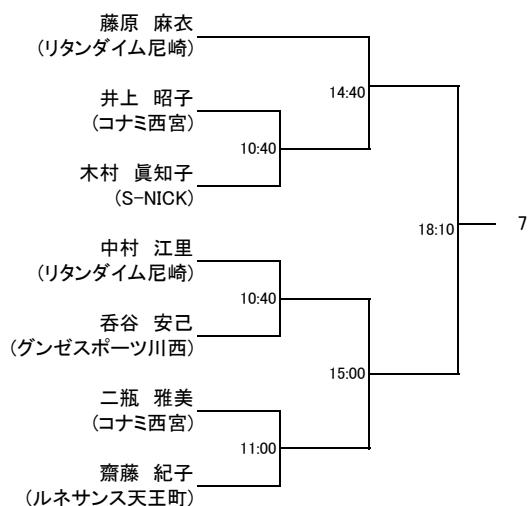 藤原 麻衣
(リタンダイム尼崎)
14:40
井上 昭子
(コナミ西宮)
10:40
木村 眞知子
(S-NICK)
18:10
7
中村 江里
(リタンダイム尼崎)
10:40
呑谷 安己
(グンゼスポーツ川西)
15:00
二瓶 雅美
(コナミ西宮)
11:00
齋藤 紀子
(ルネサンス天王町)